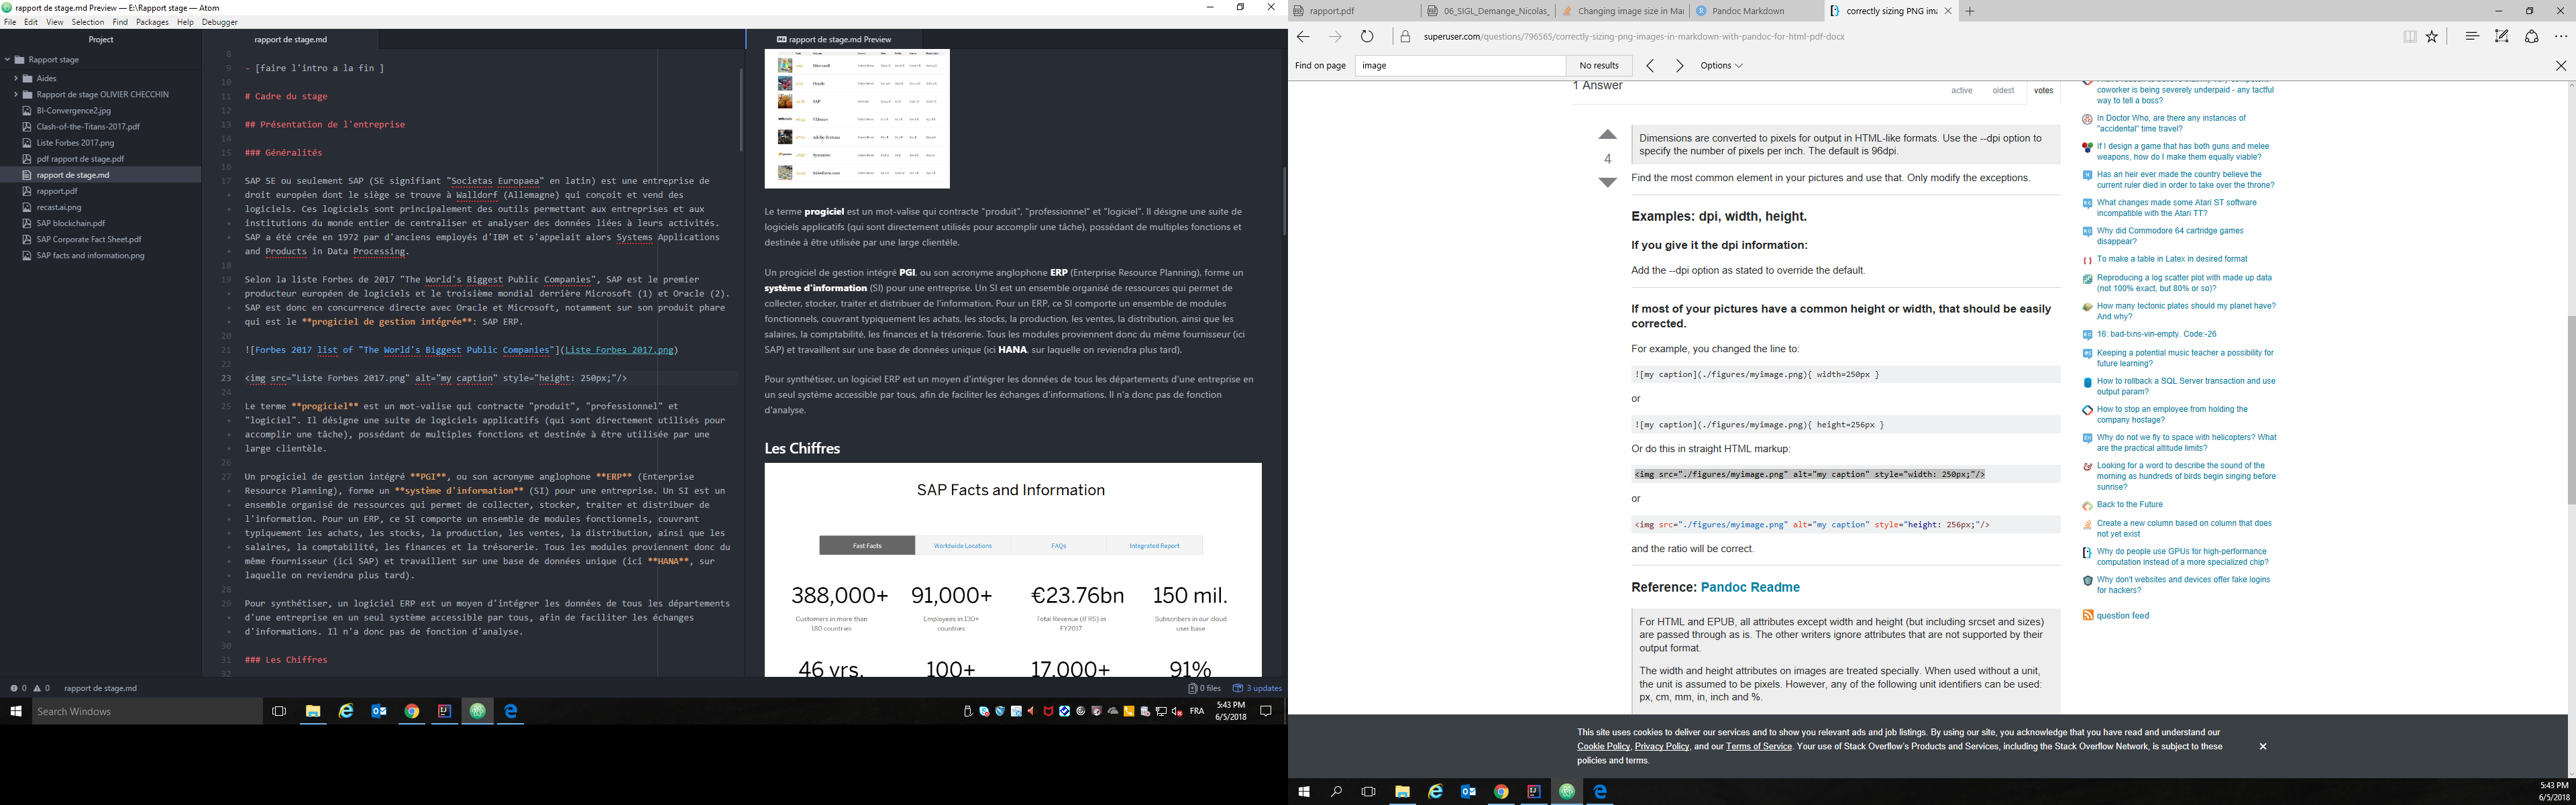 rapport de stage.md Preview — E:\Rapport stage — Atom
File Edit View Selection Find Packages Help Debugger
Project
Rapport stage
Aides
Rapport de stage OLIVIER CHECCHIN
BI-Convergence2.jpg
Clash-of-the-Titans-2017.pdf
Liste Forbes 2017.png
pdf rapport de stage.pdf
rapport de stage.md
rapport.pdf
recast.ai.png
SAP blockchain.pdf
SAP Corporate Fact Sheet.pdf
SAP facts and information.png
rapport de stage.md
8
9 - [faire l'intro a la fin ]
10
11 # Cadre du stage
12
13 ## Présentation de l'entreprise
14
15 ### Généralités
16
17 SAP SE ou seulement SAP (SE signifiant "Societas Europaea" en latin) est une entreprise de
droit européen dont le siège se trouve à Walldorf (Allemagne) qui conçoit et vend des
logiciels. Ces logiciels sont principalement des outils permettant aux entreprises et aux
institutions du monde entier de centraliser et analyser des données liées à leurs activités.
SAP a été crée en 1972 par d'anciens employés d'IBM et s'appelait alors Systems Applications
and Products in Data Processing.
18
19 Selon la liste Forbes de 2017 "The World's Biggest Public Companies", SAP est le premier
producteur européen de logiciels et le troisième mondial derrière Microsoft (1) et Oracle (2).
SAP est donc en concurrence directe avec Oracle et Microsoft, notamment sur son produit phare
qui est le **progiciel de gestion intégrée**: SAP ERP.
20
21 ![Forbes 2017 list of "The World's Biggest Public Companies"](Liste Forbes 2017.png)
22
23 <img src="Liste Forbes 2017.png" alt="my caption" style="height: 250px;"/>
24
25 Le terme **progiciel** est un mot-valise qui contracte "produit", "professionnel" et
"logiciel". Il désigne une suite de logiciels applicatifs (qui sont directement utilisés pour
accomplir une tâche), possédant de multiples fonctions et destinée à être utilisée par une
large clientèle.
26
27 Un progiciel de gestion intégré **PGI**, ou son acronyme anglophone **ERP** (Enterprise
Resource Planning), forme un **système d'information** (SI) pour une entreprise. Un SI est un
ensemble organisé de ressources qui permet de collecter, stocker, traiter et distribuer de
l'information. Pour un ERP, ce SI comporte un ensemble de modules fonctionnels, couvrant
typiquement les achats, les stocks, la production, les ventes, la distribution, ainsi que les
salaires, la comptabilité, les finances et la trésorerie. Tous les modules proviennent donc du
même fournisseur (ici SAP) et travaillent sur une base de données unique (ici **HANA**, sur
laquelle on reviendra plus tard).
28
29 Pour synthétiser, un logiciel ERP est un moyen d'intégrer les données de tous les départements
d'une entreprise en un seul système accessible par tous, afin de faciliter les échanges
d'informations. Il n'a donc pas de fonction d'analyse.
30
31 ### Les Chiffres
32
rapport de stage.md Preview
Microsoft
Oracle
SAP
VMware
Adobe Systems
Symantec
Salesforce.com
Le terme progiciel est un mot-valise qui contracte "produit", "professionnel" et "logiciel". Il désigne une suite de
logiciels applicatifs (qui sont directement utilisés pour accomplir une tâche), possédant de multiples fonctions et
destinée à être utilisée par une large clientèle.
Un progiciel de gestion intégré PGI, ou son acronyme anglophone ERP (Enterprise Resource Planning), forme un
système d'information (SI) pour une entreprise. Un SI est un ensemble organisé de ressources qui permet de
collecter, stocker, traiter et distribuer de l'information. Pour un ERP, ce SI comporte un ensemble de modules
fonctionnels, couvrant typiquement les achats, les stocks, la production, les ventes, la distribution, ainsi que les
salaires, la comptabilité, les finances et la trésorerie. Tous les modules proviennent donc du même fournisseur (ici
SAP) et travaillent sur une base de données unique (ici HANA, sur laquelle on reviendra plus tard).
Pour synthétiser, un logiciel ERP est un moyen d'intégrer les données de tous les départements d'une entreprise en
un seul système accessible par tous, afin de faciliter les échanges d'informations. Il n'a donc pas de fonction
d'analyse.
Les Chiffres
SAP Facts and Information
Fast Facts Worldwide Locations FAQs Integrated Report
388,000+ 91,000+ €23.76bn 150 mil.
Customers in more than Employees in 130+ Total Revenue (IFRS) in Subscribers in our cloud
180 countries countries FY2017 user base
46 yrs. 100+ 17,000+ 91%
0 0 rapport de stage.md
0 files 3 updates
Search Windows
FRA
5:43 PM
6/5/2018
rapport.pdf
06_SIGL_Demange_Nicolas_
Changing image size in Mar
Pandoc Markdown
correctly sizing PNG ima
superuser.com/questions/796565/correctly-sizing-png-images-in-markdown-with-pandoc-for-html-pdf-docx
Find on page image No results Options
1 Answer
active oldest votes
4
Dimensions are converted to pixels for output in HTML-like formats. Use the --dpi option to
specify the number of pixels per inch. The default is 96dpi.
Find the most common element in your pictures and use that. Only modify the exceptions.
Examples: dpi, width, height.
If you give it the dpi information:
Add the --dpi option as stated to override the default.
If most of your pictures have a common height or width, that should be easily
corrected.
For example, you changed the line to:
![my caption](./figures/myimage.png){ width=250px }
or
![my caption](./figures/myimage.png){ height=256px }
Or do this in straight HTML markup:
<img src="./figures/myimage.png" alt="my caption" style="width: 250px;"/>
or
<img src="./figures/myimage.png" alt="my caption" style="height: 256px;"/>
and the ratio will be correct.
Reference: Pandoc Readme
For HTML and EPUB, all attributes except width and height (but including srcset and sizes)
are passed through as is. The other writers ignore attributes that are not supported by their
output format.
The width and height attributes on images are treated specially. When used without a unit,
the unit is assumed to be pixels. However, any of the following unit identifiers can be used:
px, cm, mm, in, inch and %.
coworker is being severely underpaid - any tactful
way to tell a boss?
In Doctor Who, are there any instances of
"accidental" time travel?
If I design a game that has both guns and melee
weapons, how do I make them equally viable?
Has an heir ever made the country believe the
current ruler died in order to take over the throne?
What changes made some Atari ST software
incompatible with the Atari TT?
Why did Commodore 64 cartridge games
disappear?
To make a table in Latex in desired format
Reproducing a log scatter plot with made up data
(not 100% exact, but 80% or so)?
How many tectonic plates should my planet have?
And why?
16: bad-txns-vin-empty. Code:-26
Keeping a potential music teacher a possibility for
future learning?
How to rollback a SQL Server transaction and use
output param?
How to stop an employee from holding the
company hostage?
Why do not we fly to space with helicopters? What
are the practical altitude limits?
Looking for a word to describe the sound of the
morning as hundreds of birds begin singing before
sunrise?
Back to the Future
Create a new column based on column that does
not yet exist
Why do people use GPUs for high-performance
computation instead of a more specialized chip?
Why don't websites and devices offer fake logins
for hackers?
question feed
This site uses cookies to deliver our services and to show you relevant ads and job listings. By using our site, you acknowledge that you have read and understand our
Cookie Policy, Privacy Policy, and our Terms of Service. Your use of Stack Overflow's Products and Services, including the Stack Overflow Network, is subject to these
policies and terms.
5:43 PM
6/5/2018